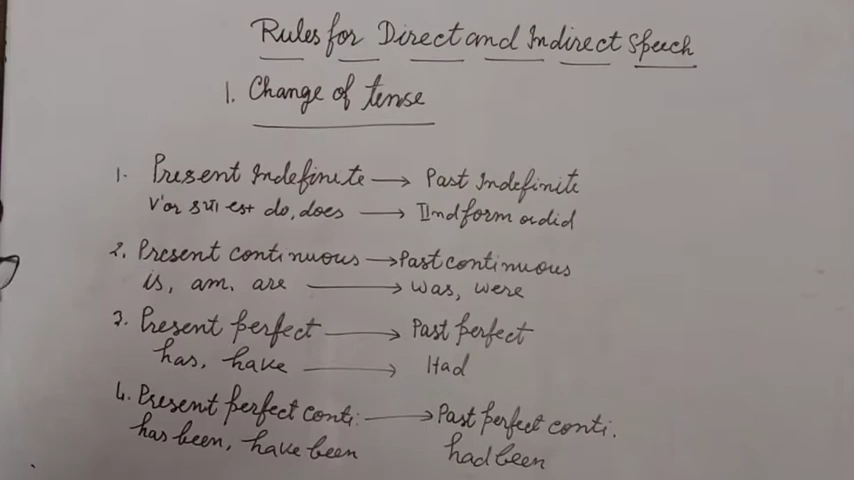 Rules for Direct and Indirect Speech
1. Change of tense
1. Present Indefinite → Past Indefinite
V' or do, does → IInd form or did
2. Present continuous → Past continuous
is, am, are → was, were
3. Present perfect → Past perfect
has, have → Had
4. Present perfect conti. → Past perfect conti.
has been, have been had been